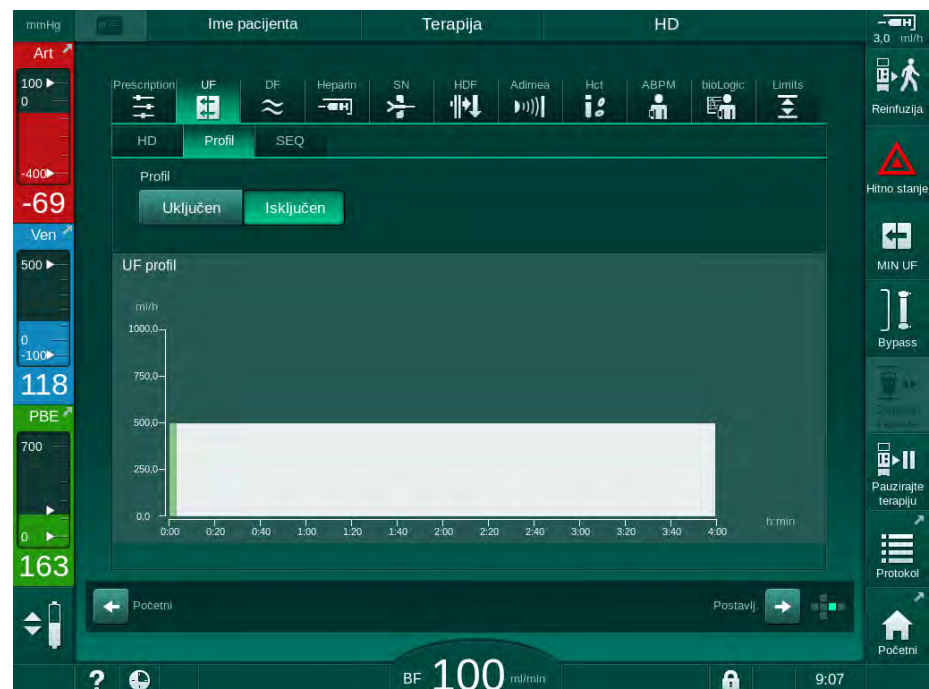 mmHg
Ime pacijenta
Terapija
HD
3,0 ml/h
Art
100
0
-400
-69
Ven
500
0
-100
118
PBE
700
0
163
Prescription
UF
DF
Heparin
SN
HDF
Adimea
Hct
ABPM
bioLogic
Limits
HD
Profil
SEQ
Profil
Uključen
Isključen
UF profil
ml/h
1000,0
750,0
500,0
250,0
0,0
0:00 0:20 0:40 1:00 1:20 1:40 2:00 2:20 2:40 3:00 3:20 3:40 4:00
h:min
Početni
Postavlj.
Reinfuzija
Hitno stanje
MIN UF
Bypass
Pauzirajte
terapiju
Protokol
Početni
?
BF 100 ml/min
9:07